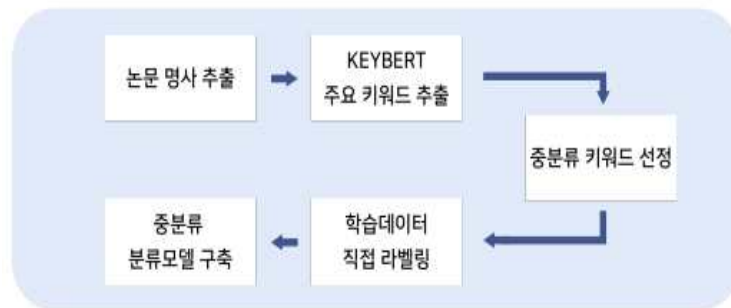 논문 명사 추출
KEYBERT
주요 키워드 추출
중분류 키워드 선정
학습데이터
직접 라벨링
중분류
분류모델 구축